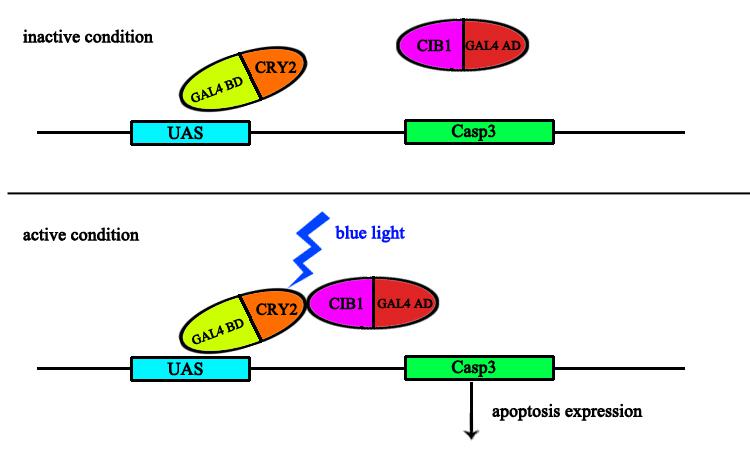 inactive condition
GAL4 BD
CRY2
CIB1
GAL4 AD
UAS
Casp3
active condition
blue light
GAL4 BD
CRY2
CIB1
GAL4 AD
UAS
Casp3
apoptosis expression